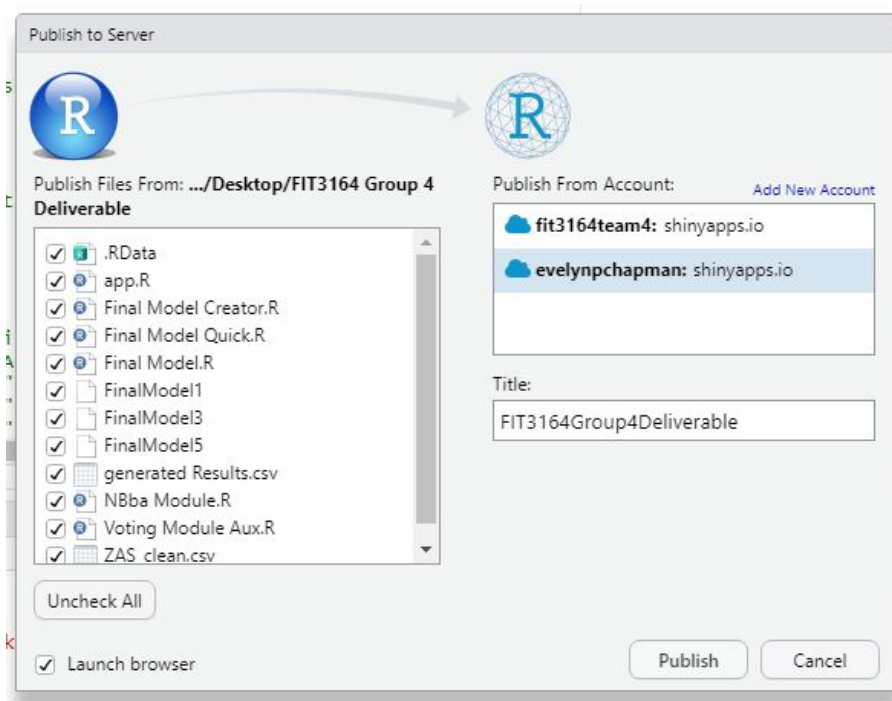 Publish to Server
R
R
Publish Files From: .../Desktop/FIT3164 Group 4
Deliverable
.RData
app.R
Final Model Creator.R
Final Model Quick.R
Final Model.R
FinalModel1
FinalModel3
FinalModel5
generated Results.csv
NBba Module.R
Voting Module Aux.R
ZAS_clean.csv
Uncheck All
Launch browser
Publish From Account:
Add New Account
fit3164team4: shinyapps.io
evelynpchapman: shinyapps.io
Title:
FIT3164Group4Deliverable
Publish
Cancel